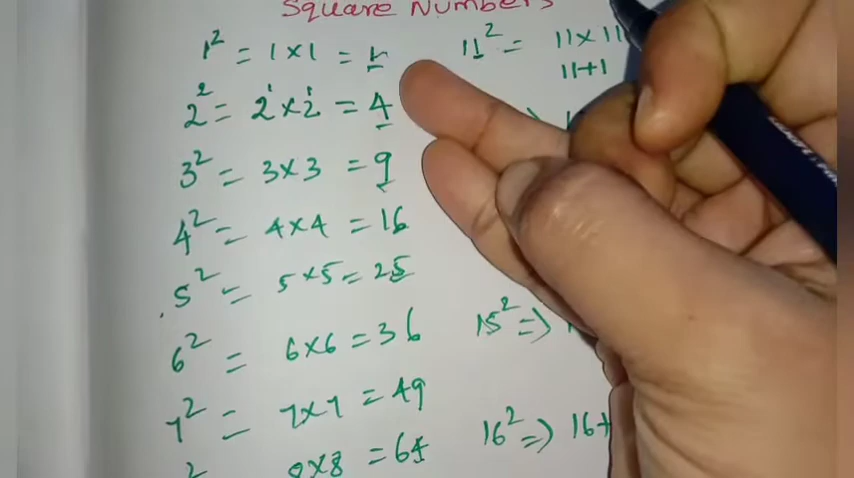 Square Numbers
1² = 1×1 = 1
2² = 2×2 = 4
3² = 3×3 = 9
4² = 4×4 = 16
5² = 5×5 = 25
6² = 6×6 = 36
7² = 7×7 = 49
8×8 = 64
11² = 11×11
11+1
15² =>
16² => 16+